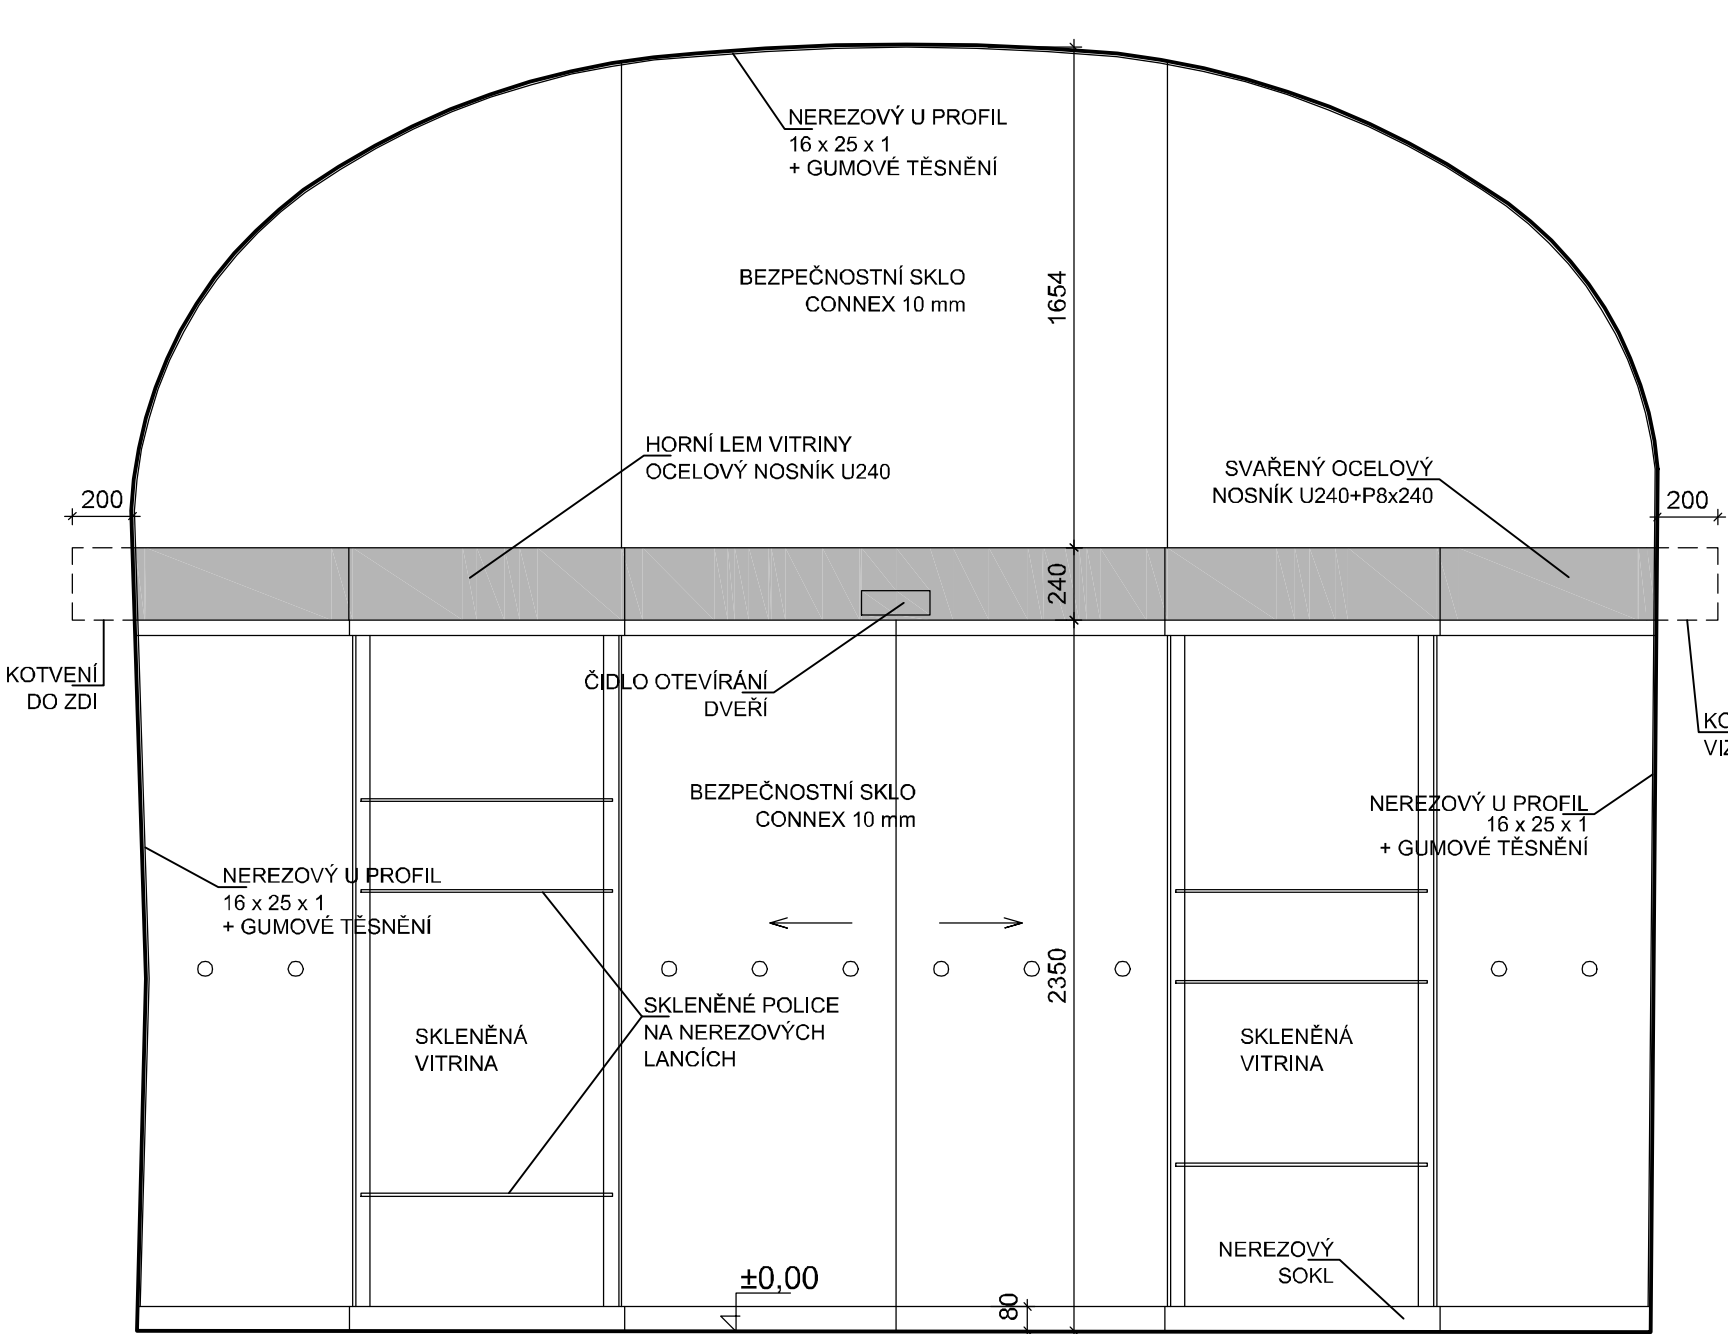 NEREZOVÝ U PROFIL
16 x 25 x 1
+ GUMOVÉ TĚSNĚNÍ
BEZPEČNOSTNÍ SKLO
CONNEX 10 mm
1654
HORNÍ LEM VITRINY
OCELOVÝ NOSNÍK U240
SVAŘENÝ OCELOVÝ
NOSNÍK U240+P8x240
200
200
240
KOTVENÍ
DO ZDI
ČIDLO OTEVÍRÁNÍ
DVEŘÍ
BEZPEČNOSTNÍ SKLO
CONNEX 10 mm
NEREZOVÝ U PROFIL
16 x 25 x 1
+ GUMOVÉ TĚSNĚNÍ
NEREZOVÝ U PROFIL
16 x 25 x 1
+ GUMOVÉ TĚSNĚNÍ
2350
SKLENĚNÉ POLICE
NA NEREZOVÝCH
LANCÍCH
SKLENĚNÁ
VITRINA
SKLENĚNÁ
VITRINA
NEREZOVÝ
SOKL
±0,00
80